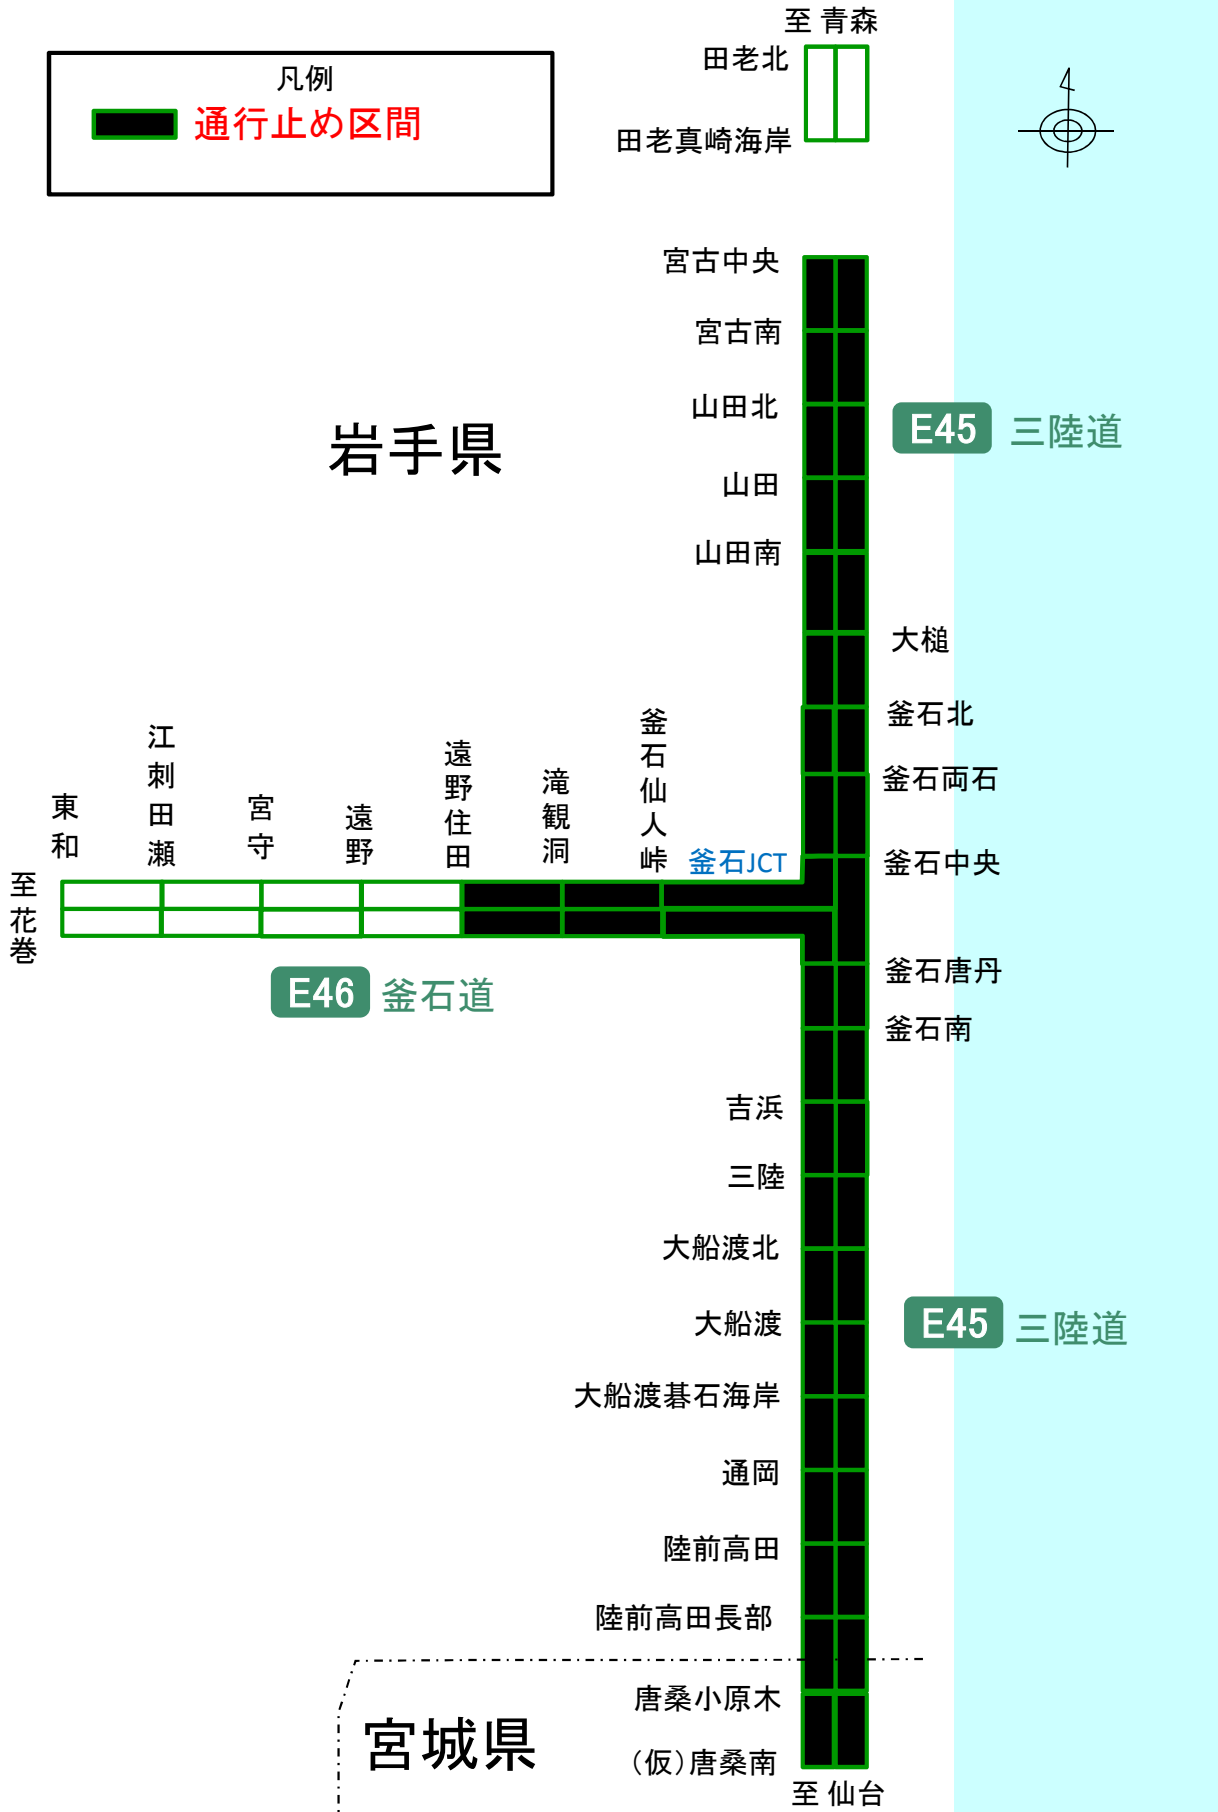 至 青森
田老北
凡例
通行止め区間
田老真崎海岸
宮古中央
宮古南
山田北
E45 三陸道
岩手県
山田
山田南
大槌
釜石北
釜石両石
釜石中央
釜石JCT
釜石仙人峠
滝観洞
遠野住田
遠野
宮守
江刺田瀬
東和
至花巻
E46 釜石道
釜石唐丹
釜石南
吉浜
三陸
大船渡北
大船渡
E45 三陸道
大船渡碁石海岸
通岡
陸前高田
陸前高田長部
唐桑小原木
宮城県
（仮）唐桑南
至 仙台